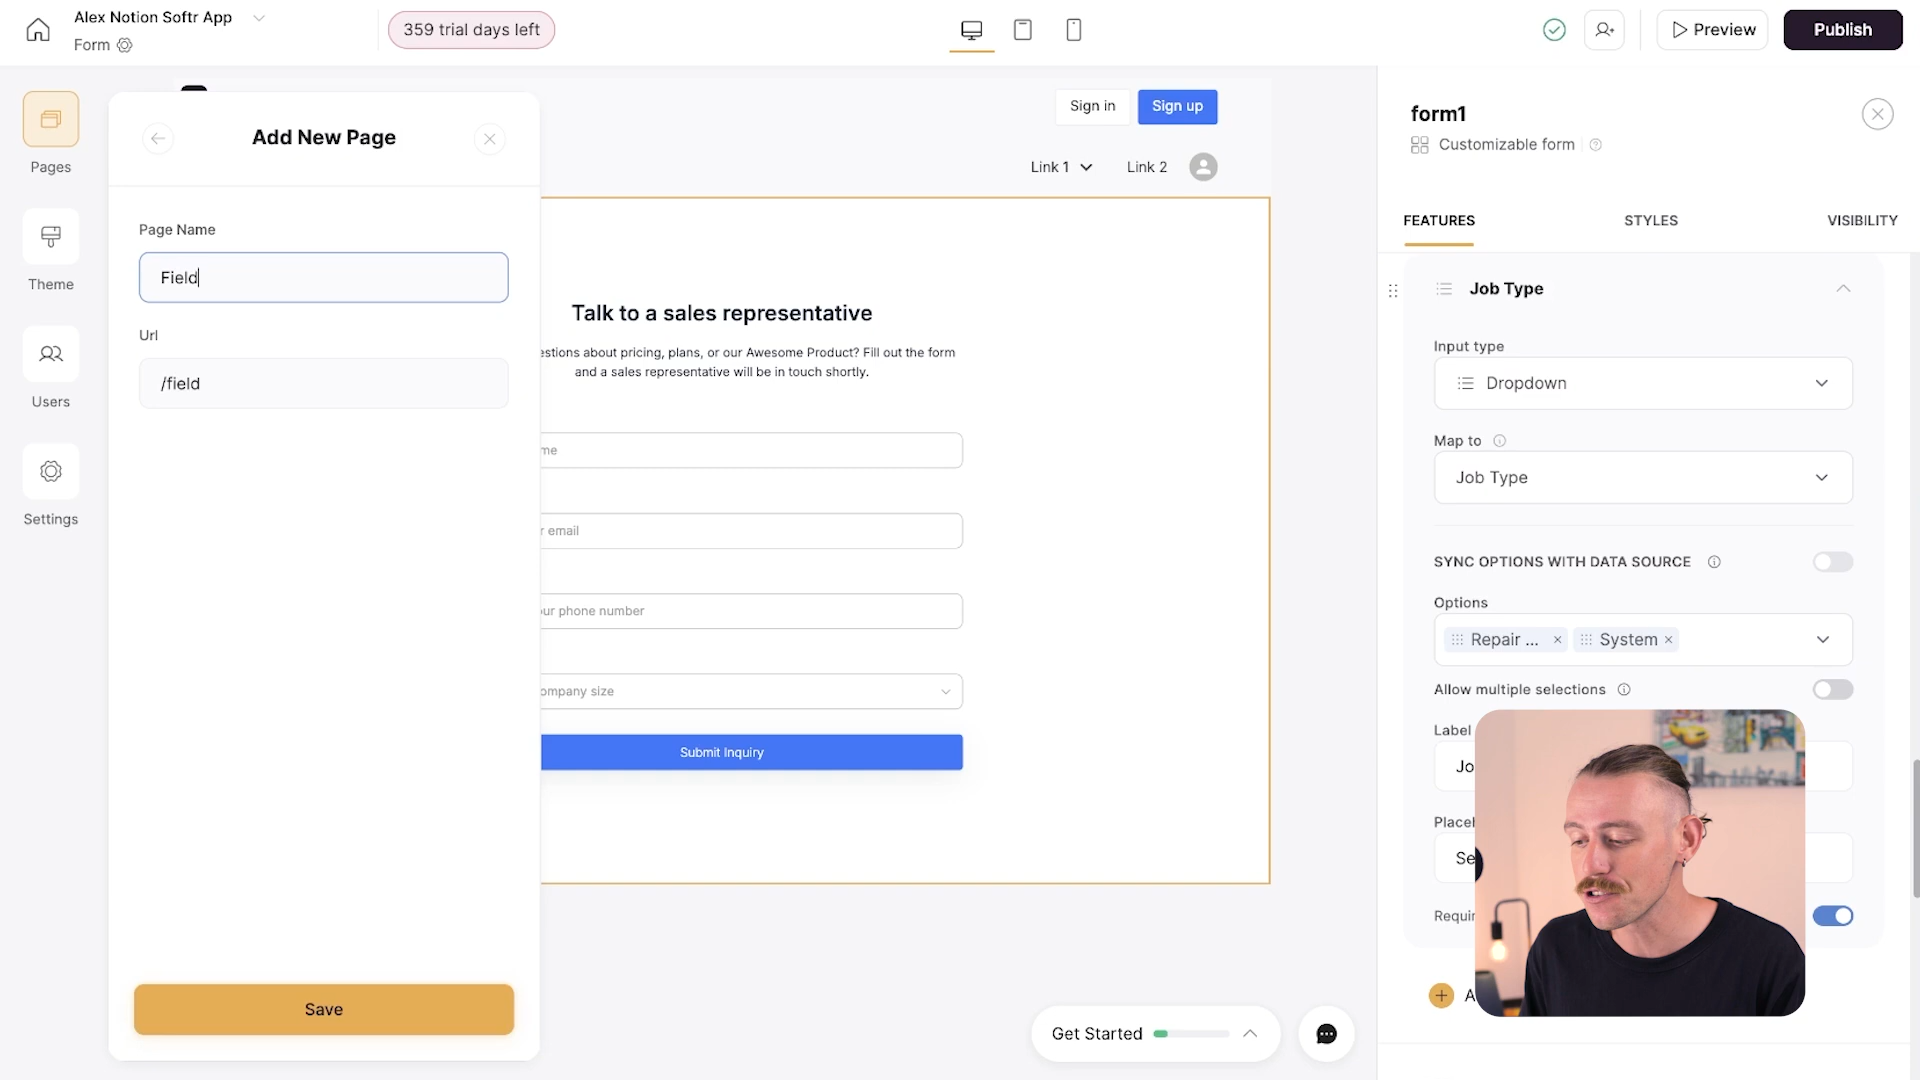 Alex Notion Softr App
Form
359 trial days left
Preview
Publish
Pages
Theme
Users
Settings
Add New Page
Page Name
Field
Url
/field
Save
Sign in
Sign up
Link 1
Link 2
Talk to a sales representative
estions about pricing, plans, or our Awesome Product? Fill out the form
and a sales representative will be in touch shortly.
me
r email
ur phone number
ompany size
Submit Inquiry
Get Started
form1
Customizable form
FEATURES
STYLES
VISIBILITY
Job Type
Input type
Dropdown
Map to
Job Type
SYNC OPTIONS WITH DATA SOURCE
Options
Repair ...
System
Allow multiple selections
Label
Jo
Placeh
Se
Requir
A